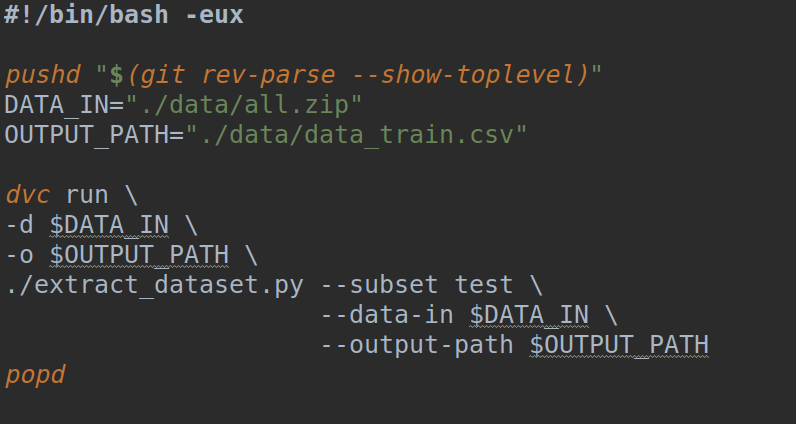 #!/bin/bash -eux
pushd "$(git rev-parse --show-toplevel)"
DATA_IN="./data/all.zip"
OUTPUT_PATH="./data/data_train.csv"
dvc run \
-d $DATA_IN \
-o $OUTPUT_PATH \
./extract_dataset.py --subset test \
--data-in $DATA_IN \
--output-path $OUTPUT_PATH
popd